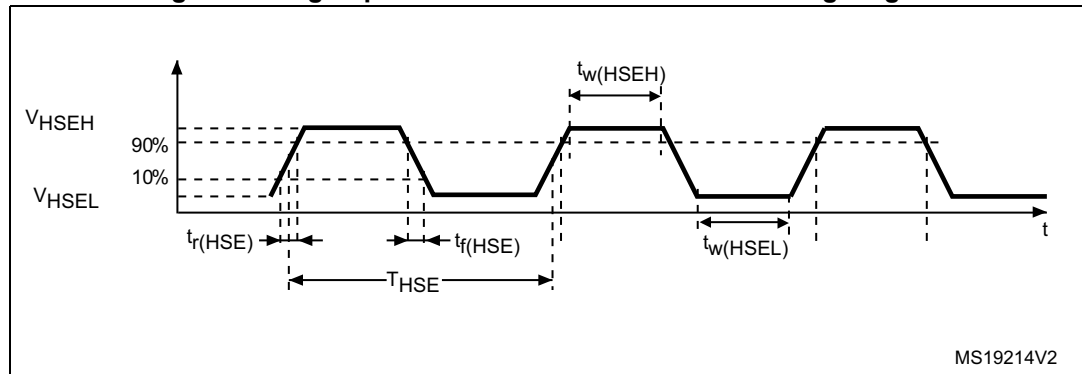 tw(HSEH)
VHSEH
90%
10%
VHSEL
tr(HSE)
tf(HSE)
tw(HSEL)
t
THSE
MS19214V2